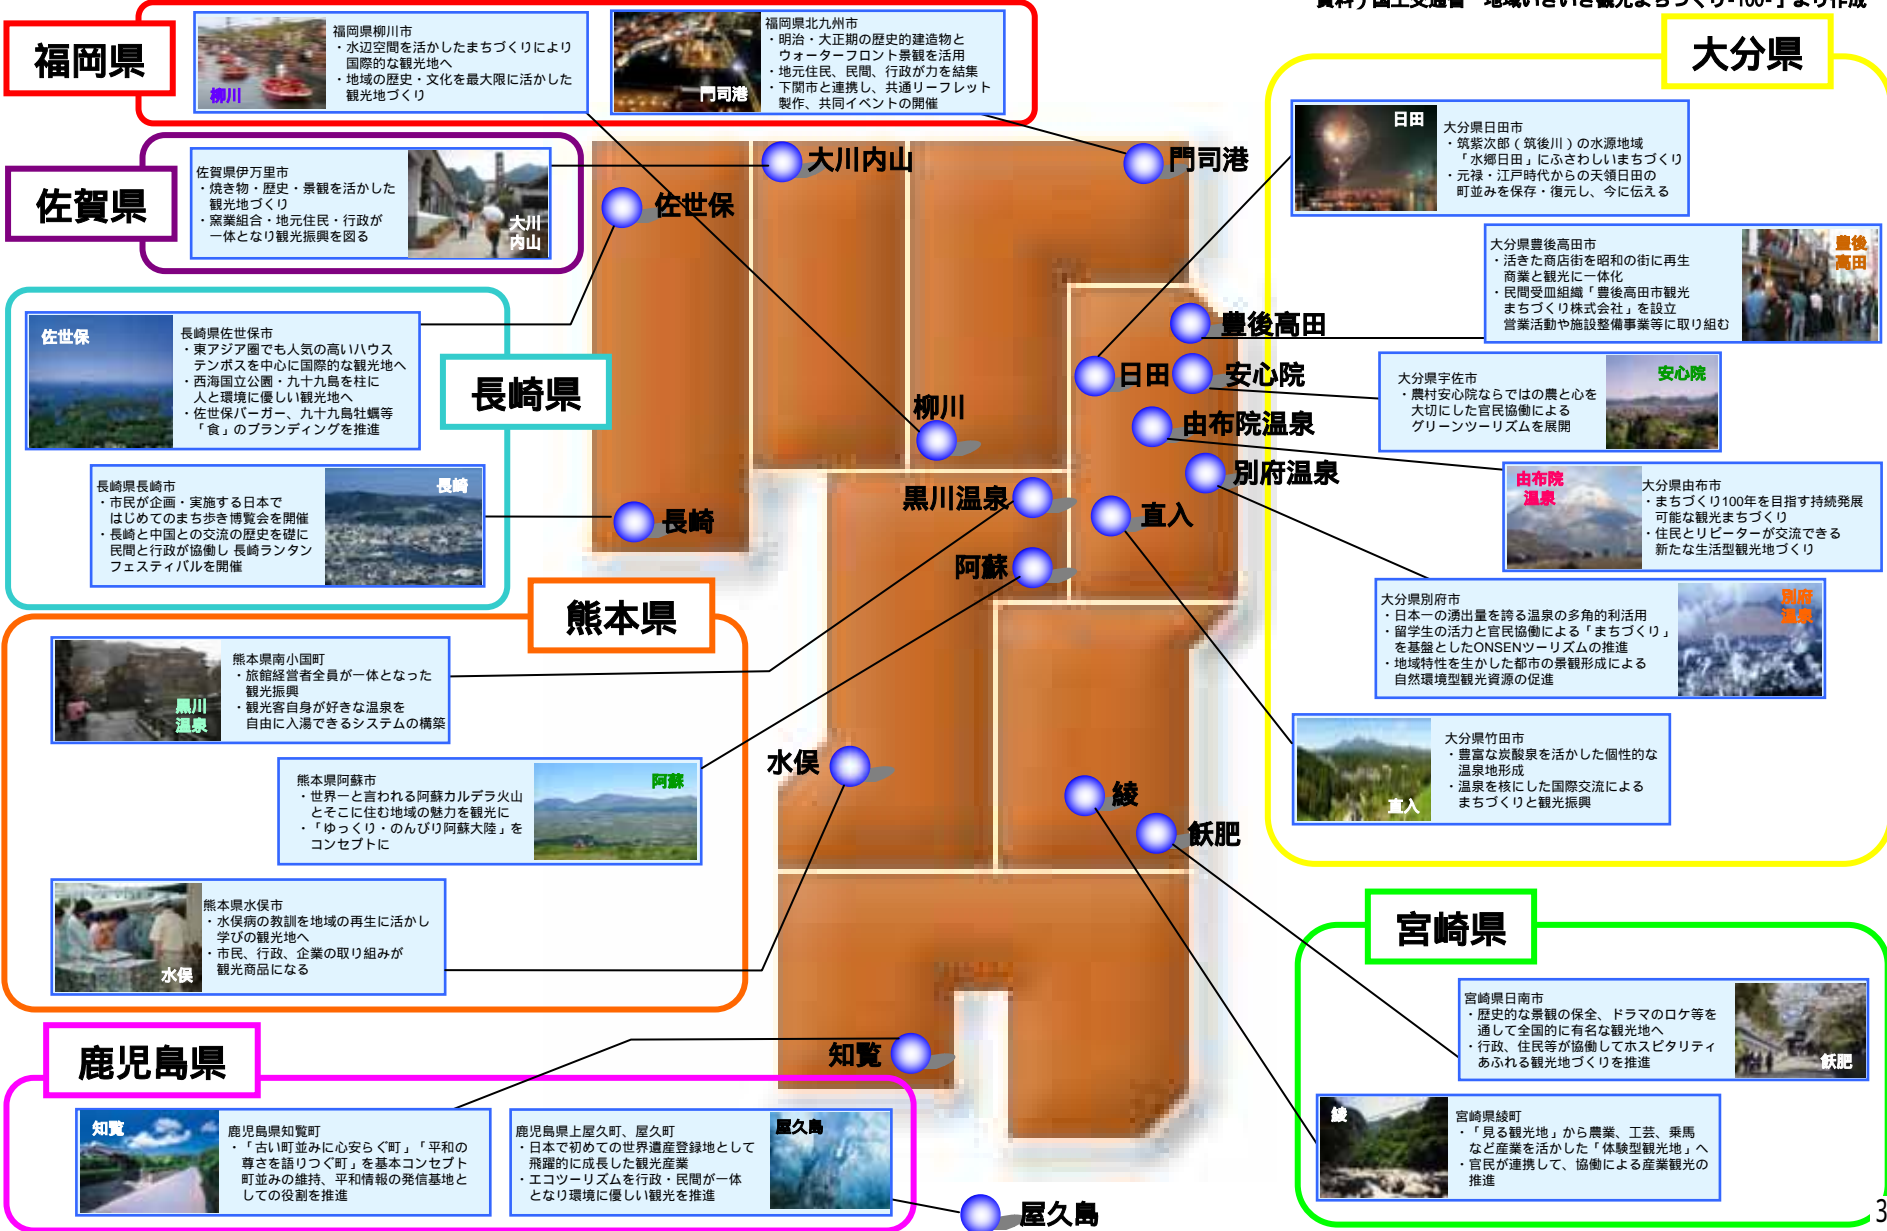 資料）国土交通省「地域いきいき観光まちづくり-100-」より作成
福岡県
柳川
福岡県柳川市
・水辺空間を活かしたまちづくりにより
国際的な観光地へ
・地域の歴史・文化を最大限に活かした
観光地づくり
門司港
福岡県北九州市
・明治・大正期の歴史的建造物と
ウォーターフロント景観を活用
・地元住民、民間、行政が力を結集
・下関市と連携し、共通リーフレット
製作、共同イベントの開催
佐賀県
佐賀県伊万里市
・焼き物・歴史・景観を活かした
観光地づくり
・窯業組合・地元住民・行政が
一体となり観光振興を図る
大川
内山
長崎県
佐世保
長崎県佐世保市
・東アジア圏でも人気の高いハウス
テンボスを中心に国際的な観光地へ
・西海国立公園・九十九島を柱に
人と環境に優しい観光地へ
・佐世保バーガー、九十九島牡蠣等
「食」のブランディングを推進
長崎県長崎市
・市民が企画・実施する日本で
はじめてのまち歩き博覧会を開催
・長崎と中国との交流の歴史を礎に
民間と行政が協働し長崎ランタン
フェスティバルを開催
長崎
熊本県
黒川
温泉
熊本県南小国町
・旅館経営者全員が一体となった
観光振興
・観光客自身が好きな温泉を
自由に入湯できるシステムの構築
熊本県阿蘇市
・世界一と言われる阿蘇カルデラ火山
とそこに住む地域の魅力を観光に
・「ゆっくり・のんびり阿蘇大陸」を
コンセプトに
阿蘇
水俣
熊本県水俣市
・水俣病の教訓を地域の再生に活かし
学びの観光地へ
・市民、行政、企業の取り組みが
観光商品になる
鹿児島県
知覧
鹿児島県知覧町
・「古い町並みに心安らぐ町」「平和の
尊さを語りつぐ町」を基本コンセプト
町並みの維持、平和情報の発信基地と
しての役割を推進
鹿児島県上屋久町、屋久町
・日本で初めての世界遺産登録地として
飛躍的に成長した観光産業
・エコツーリズムを行政・民間が一体
となり環境に優しい観光を推進
屋久島
大川内山
門司港
佐世保
豊後高田
日田
安心院
柳川
由布院温泉
別府温泉
黒川温泉
直入
長崎
阿蘇
水俣
綾
飫肥
知覧
屋久島
大分県
日田
大分県日田市
・筑紫次郎（筑後川）の水源地域
「水郷日田」にふさわしいまちづくり
・元禄・江戸時代からの天領日田の
町並みを保存・復元し、今に伝える
大分県豊後高田市
・活きた商店街を昭和の街に再生
商業と観光に一体化
・民間受皿組織「豊後高田市観光
まちづくり株式会社」を設立
営業活動や施設整備事業等に取り組む
豊後
高田
大分県宇佐市
・農村安心院ならではの農と心を
大切にした官民協働による
グリーンツーリズムを展開
安心院
由布院
温泉
大分県由布市
・まちづくり100年を目指す持続発展
可能な観光まちづくり
・住民とリピーターが交流できる
新たな生活型観光地づくり
大分県別府市
・日本一の湧出量を誇る温泉の多角的利活用
・留学生の活力と官民協働による「まちづくり」
を基盤としたONSENツーリズムの推進
・地域特性を生かした都市の景観形成による
自然環境型観光資源の促進
別府
温泉
直入
大分県竹田市
・豊富な炭酸泉を活かした個性的な
温泉地形成
・温泉を核にした国際交流による
まちづくりと観光振興
宮崎県
宮崎県日南市
・歴史的な景観の保全、ドラマのロケ等を
通して全国的に有名な観光地へ
・行政、住民等が協働してホスピタリティ
あふれる観光地づくりを推進
飫肥
綾
宮崎県綾町
・「見る観光地」から農業、工芸、乗馬
など産業を活かした「体験型観光地」へ
・官民が連携して、協働による産業観光の
推進
3